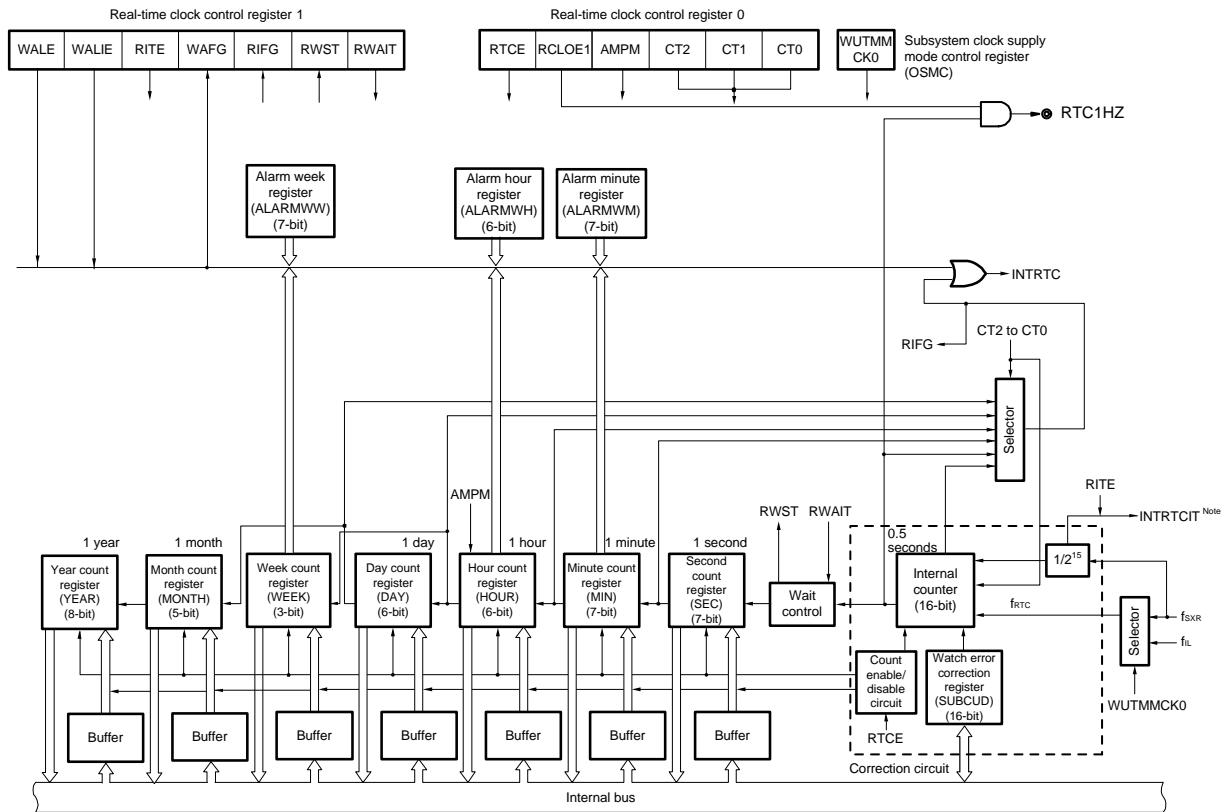 Real-time clock control register 1
Real-time clock control register 0
WALE WALIE RITE WAFG RIFG RWST RWAIT
RTCE RCLOE1 AMPM CT2 CT1 CT0
WUTMM
CK0
Subsystem clock supply
mode control register
(OSMC)
RTC1HZ
Alarm week
register
(ALARMWW)
(7-bit)
Alarm hour
register
(ALARMWH)
(6-bit)
Alarm minute
register
(ALARMWM)
(7-bit)
INTRTC
RIFG
CT2 to CT0
Selector
AMPM
RWST
RWAIT
RITE
INTRTCIT Note
1 year
1 month
1 day
1 hour
1 minute
1 second
0.5
seconds
Year count
register
(YEAR)
(8-bit)
Month count
register
(MONTH)
(5-bit)
Week count
register
(WEEK)
(3-bit)
Day count
register
(DAY)
(6-bit)
Hour count
register
(HOUR)
(6-bit)
Minute count
register
(MIN)
(7-bit)
Second
count
register
(SEC)
(7-bit)
Wait
control
Internal
counter
(16-bit)
1/2¹⁵
fRTC
Selector
fSXR
fIL
WUTMMCK0
Count
enable/
disable
circuit
Watch error
correction
register
(SUBCUD)
(16-bit)
RTCE
Correction circuit
Buffer Buffer Buffer Buffer Buffer Buffer Buffer
Internal bus